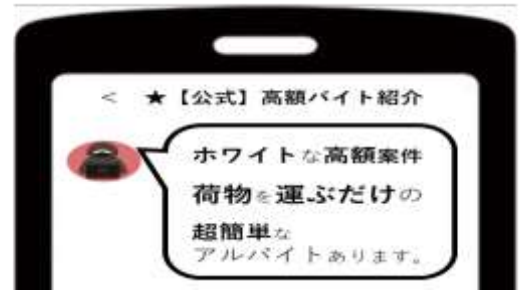 < ★【公式】高額バイト紹介
ホワイトな高額案件
荷物を運ぶだけの
超簡単な
アルバイトあります。